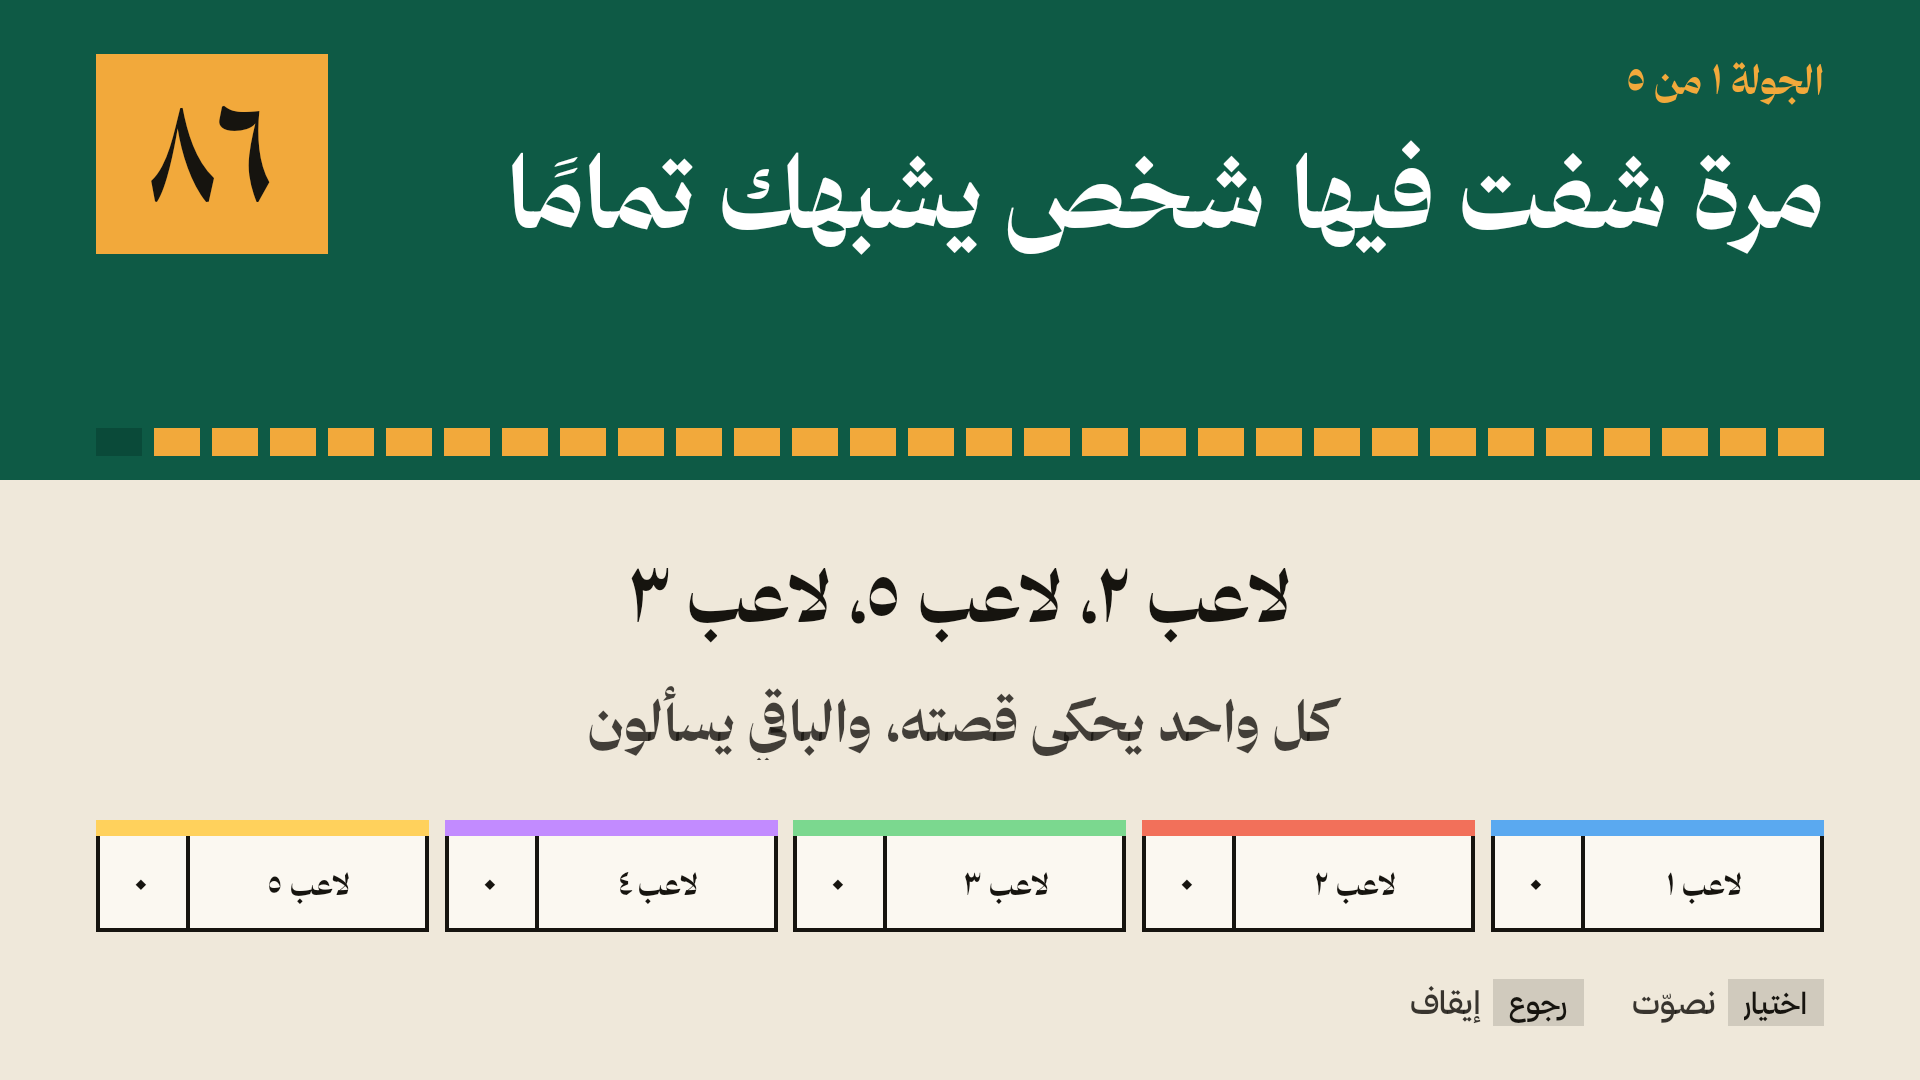 الجولة ١ من ٥
مرة شفت فيها شخص يشبهك تمامًا
٨٦
لاعب ٢، لاعب ٥، لاعب ٣
كل واحد يحكى قصته، والباقي يسألون
لاعب ١ ٠
لاعب ٢ ٠
لاعب ٣ ٠
لاعب ٤ ٠
لاعب ٥ ٠
اختيار نصوّت
رجوع إيقاف